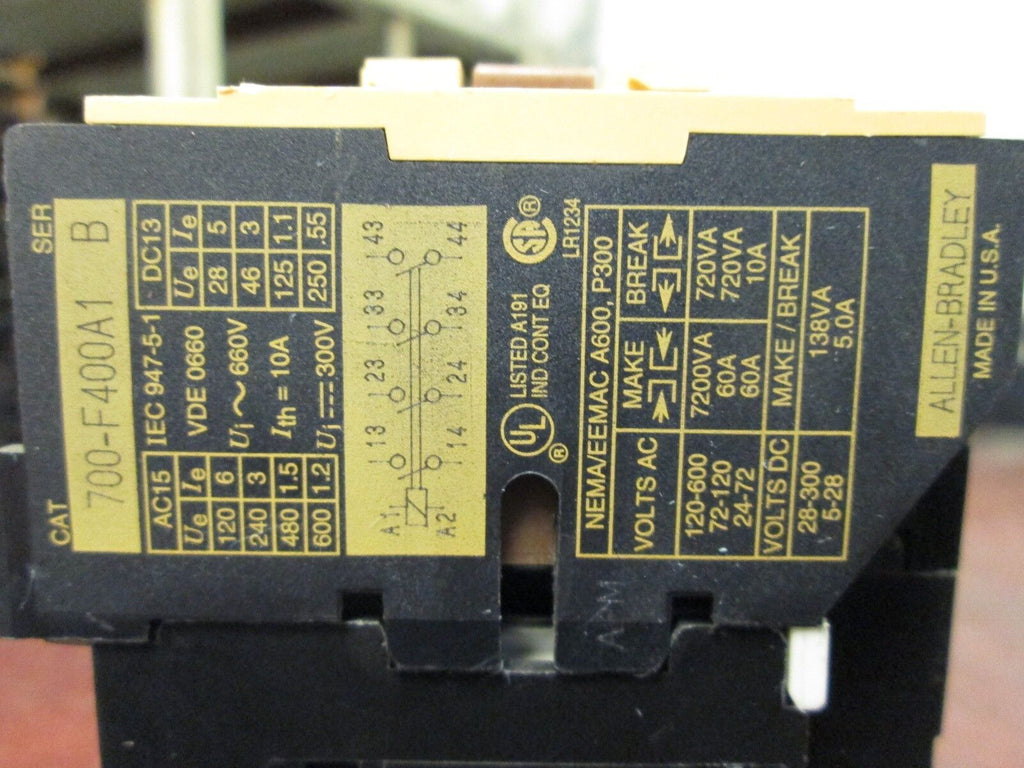 CAT SER
700-F400A1 B
AC15 IEC 947-5-1 DC13
Ue Ie VDE 0660 Ue Ie
120 6 Ui ~ 660V 28 5
240 3 Ith = 10A 46 3
480 1.5 125 1.1
600 1.2 Ui ⎓ 300V 250 .55
A1 13 23 33 43
A2 14 24 34 44
UL ® LISTED A191
IND CONT EQ
SA ®
LR1234
NEMA/EEMAC A600, P300
VOLTS AC MAKE BREAK
120-600 7200VA 720VA
72-120 60A 720VA
24-72 60A 10A
VOLTS DC MAKE / BREAK
28-300 138VA
5-28 5.0A
ALLEN-BRADLEY
MADE IN U.S.A.